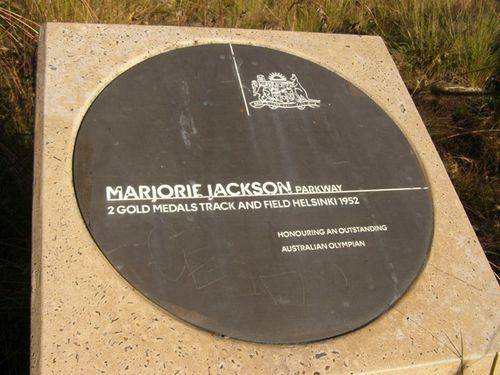 MARJORIE JACKSON PARKWAY
2 GOLD MEDALS TRACK AND FIELD HELSINKI 1952
HONOURING AN OUTSTANDING
AUSTRALIAN OLYMPIAN